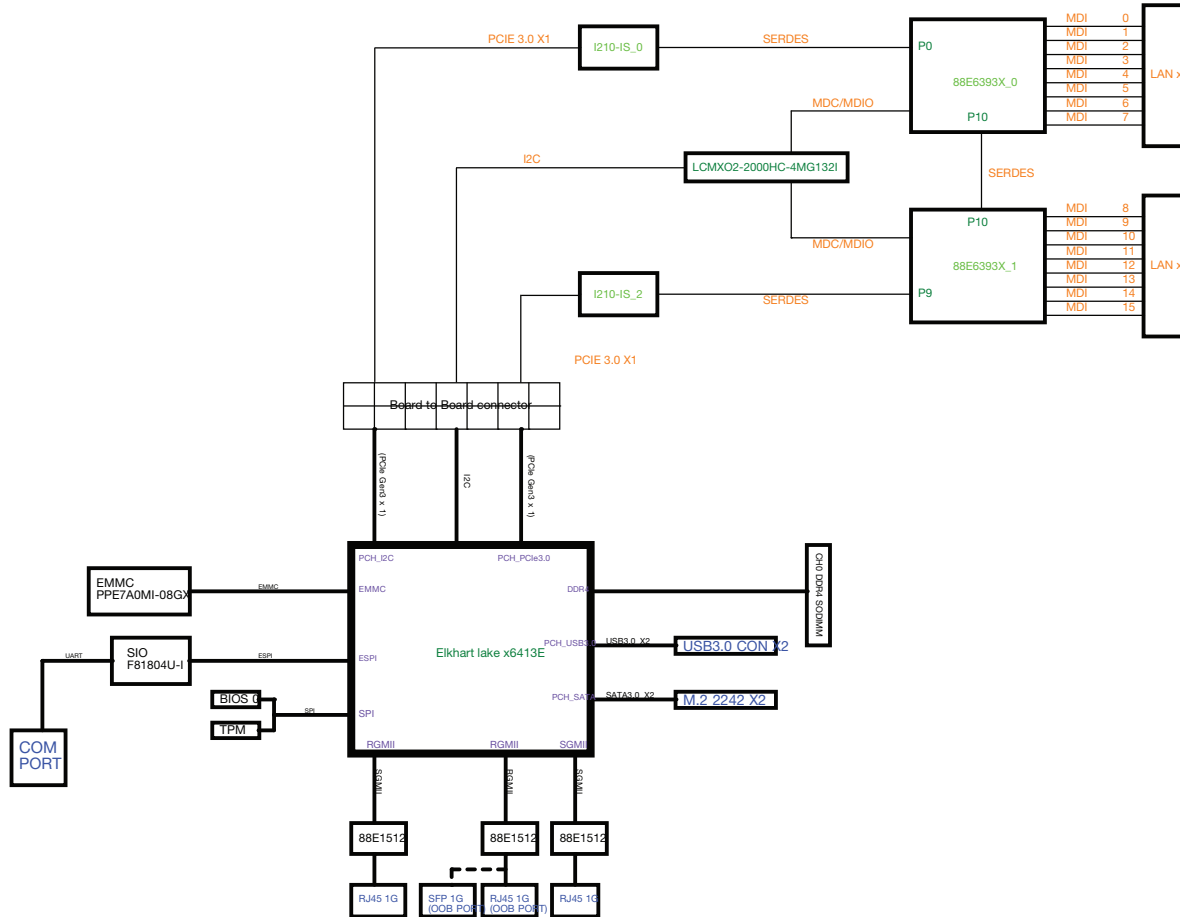 MDI 0
MDI 1
MDI 2
MDI 3
MDI 4
MDI 5
MDI 6
MDI 7
PCIE 3.0 X1
I210-IS_0
SERDES
P0
88E6393X_0
P10
LAN x
MDC/MDIO
I2C
LCMXO2-2000HC-4MG132I
SERDES
MDI 8
MDI 9
MDI 10
MDI 11
MDI 12
MDI 13
MDI 14
MDI 15
P10
MDC/MDIO
88E6393X_1
LAN x
I210-IS_2
P9
SERDES
PCIE 3.0 X1
Board to Board connector
(PCIe Gen3 x 1)
I2C
(PCIe Gen3 x 1)
PCH_I2C
PCH_PCIe3.0
EMMC
PPE7A0MI-08GX
EMMC
EMMC
DDR4
CH0 DDR4 SODIMM
PCH_USB3.0
USB3.0 X2
USB3.0 CON X2
UART
SIO
F81804U-I
ESPI
ESPI
Elkhart lake x6413E
PCH_SATA
SATA3.0 X2
M.2 2242 X2
BIOS 0
TPM
SPI
SPI
COM
PORT
RGMII
RGMII
SGMII
SGMII
RGMII
SGMII
88E1512
88E1512
88E1512
RJ45 1G
SFP 1G
(OOB PORT)
RJ45 1G
(OOB PORT)
RJ45 1G